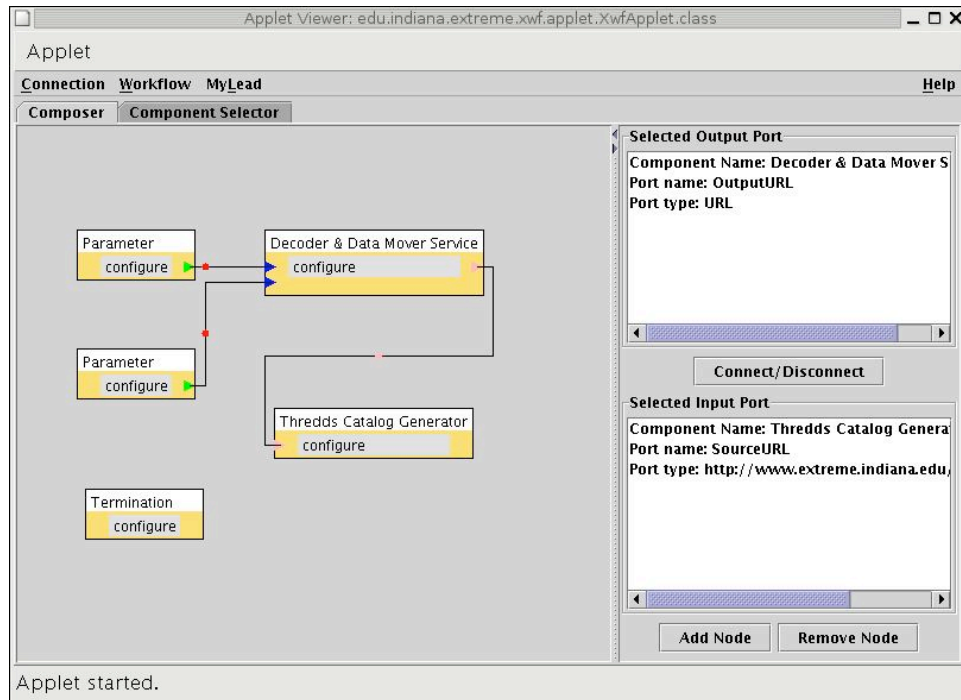 Applet Viewer: edu.indiana.extreme.xwf.applet.XwfApplet.class
Applet
Connection Workflow MyLead Help
Composer Component Selector
Parameter
configure
Decoder & Data Mover Service
configure
Parameter
configure
Thredds Catalog Generator
configure
Termination
configure
Selected Output Port
Component Name: Decoder & Data Mover S
Port name: OutputURL
Port type: URL
Connect/Disconnect
Selected Input Port
Component Name: Thredds Catalog Genera
Port name: SourceURL
Port type: http://www.extreme.indiana.edu/
Add Node Remove Node
Applet started.